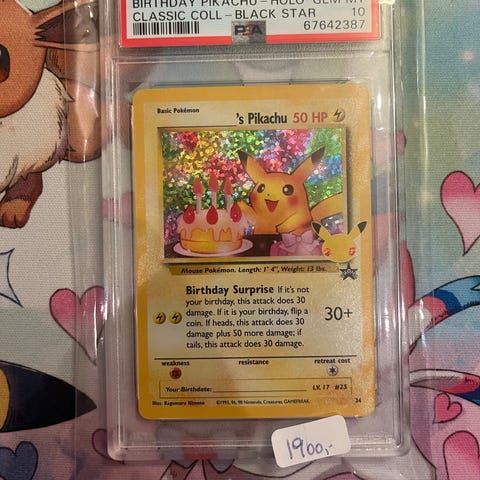 BIRTHDAY PIKACHU-HOLO GEM MT
CLASSIC COLL-BLACK STAR 10
PSA 67642387
Basic Pokémon
's Pikachu 50 HP
Mouse Pokémon. Length: 1' 4", Weight: 13 lbs.
Birthday Surprise If it's not
your birthday, this attack does 30
damage. If it is your birthday, flip a
coin. If heads, this attack does 30
damage plus 50 more damage; if
tails, this attack does 30 damage.
30+
weakness resistance retreat cost
Your Birthdate: LV. 17 #25
Illus. Kagemaru Himeno ©1995, 96, 98 Nintendo, Creatures, GAMEFREAK. 24
1900,-